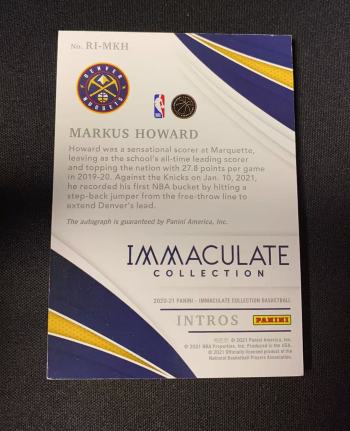 No. RI-MKH
DENVER
NUGGETS
NBA
MARKUS HOWARD
Howard was a sensational scorer at Marquette,
leaving as the school's all-time leading scorer
and topping the nation with 27.8 points per game
in 2019-20. Against the Knicks on Jan. 10, 2021,
he recorded his first NBA bucket by hitting a
step-back jumper from the free-throw line to
extend Denver's lead.
The autograph is guaranteed by Panini America, Inc.
IMMACULATE
COLLECTION
2020-21 PANINI - IMMACULATE COLLECTION BASKETBALL
INTROS PANINI
© 2021 Panini America, Inc.
© 2021 NBA Properties, Inc. Produced in the USA.
© 2021 Officially licensed product of the
National Basketball Players Association.